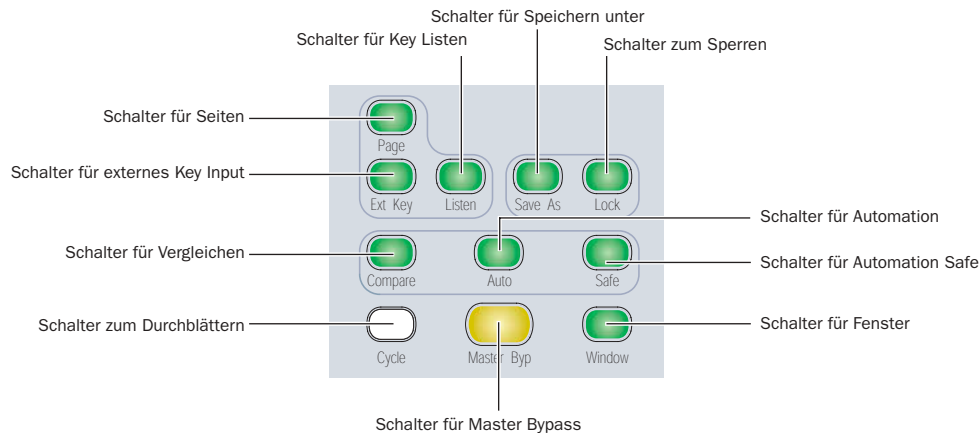 Schalter für Speichern unter
Schalter für Key Listen
Schalter zum Sperren
Schalter für Seiten
Page
Schalter für externes Key Input
Ext Key
Listen
Save As
Lock
Schalter für Automation
Schalter für Vergleichen
Schalter für Automation Safe
Compare
Auto
Safe
Schalter zum Durchblättern
Schalter für Fenster
Cycle
Master Byp
Window
Schalter für Master Bypass